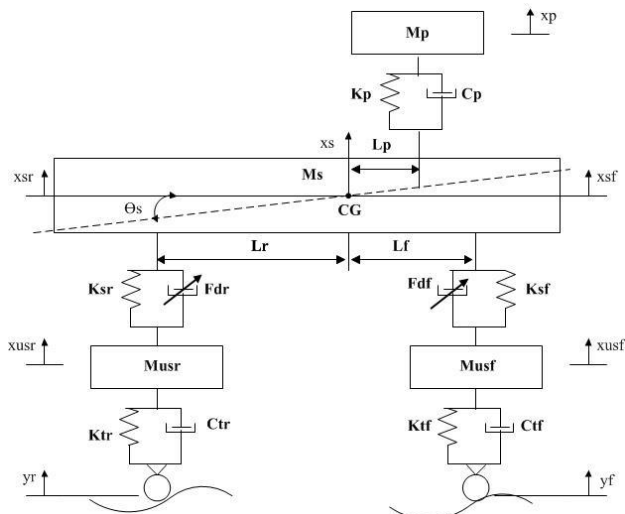 Mp
xp
Kp
Cp
xs
Lp
xsr
Ms
xsf
Θs
CG
Lr
Lf
Ksr
Fdr
Fdf
Ksf
xusr
Musr
Musf
xusf
Ktr
Ctr
Ktf
Ctf
yr
yf